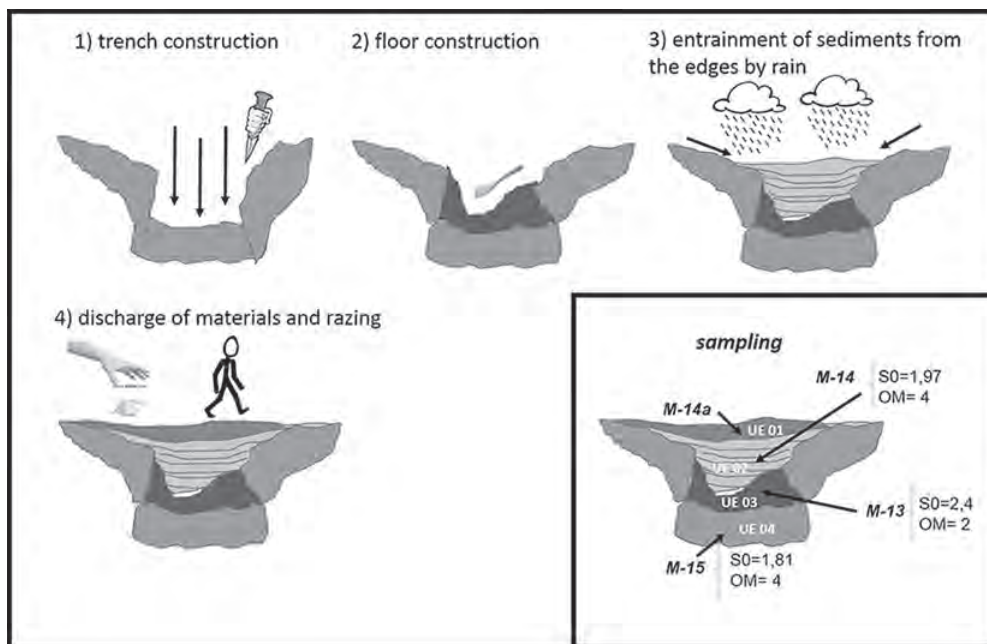 1) trench construction
2) floor construction
3) entrainment of sediments from
the edges by rain
4) discharge of materials and razing
sampling
M-14
S0=1,97
OM= 4
M-14a
UE 01
UE 02
UE 03
M-13
S0=2,4
OM= 2
UE 04
M-15
S0=1,81
OM= 4